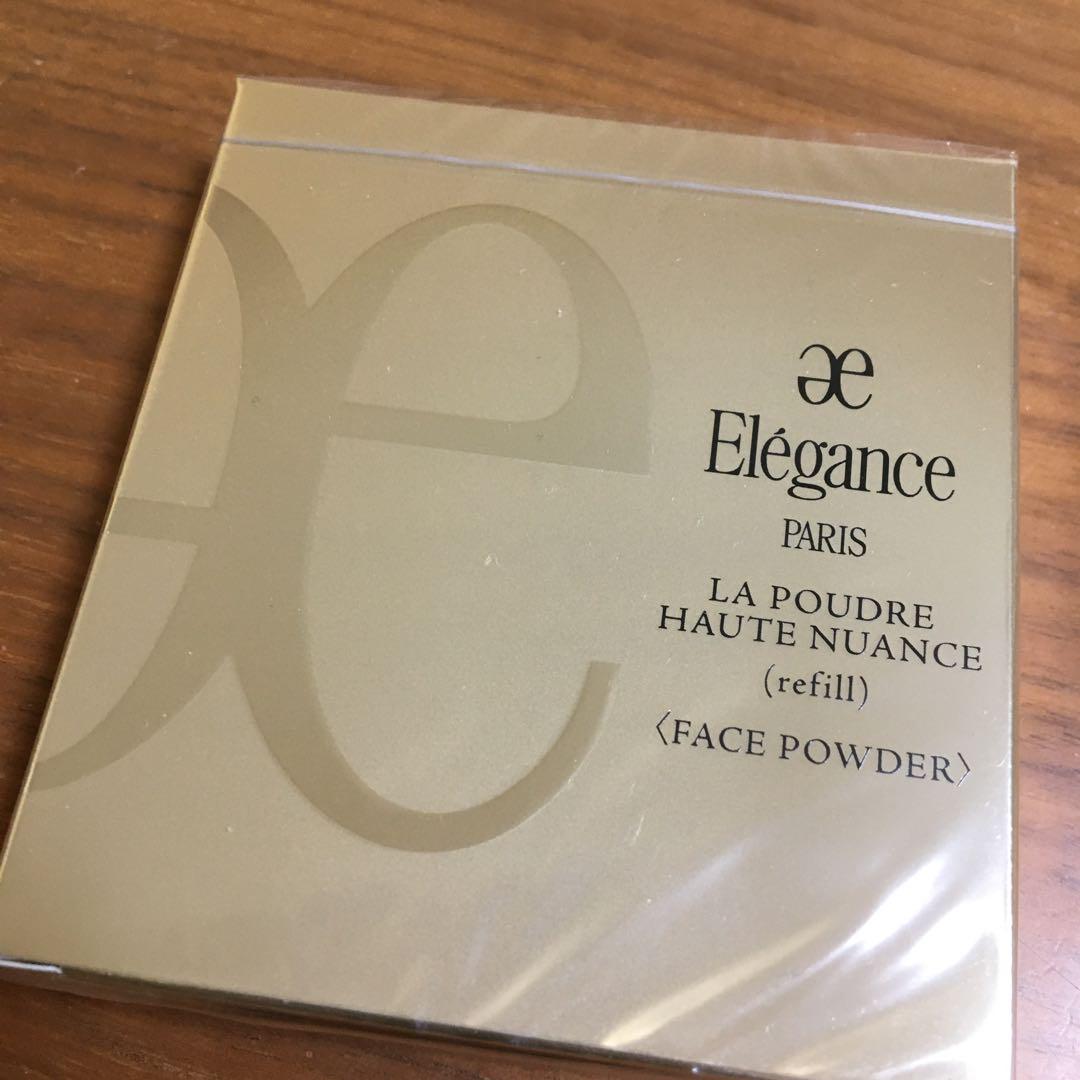 æ
Elégance
PARIS
LA POUDRE
HAUTE NUANCE
(refill)
〈FACE POWDER〉